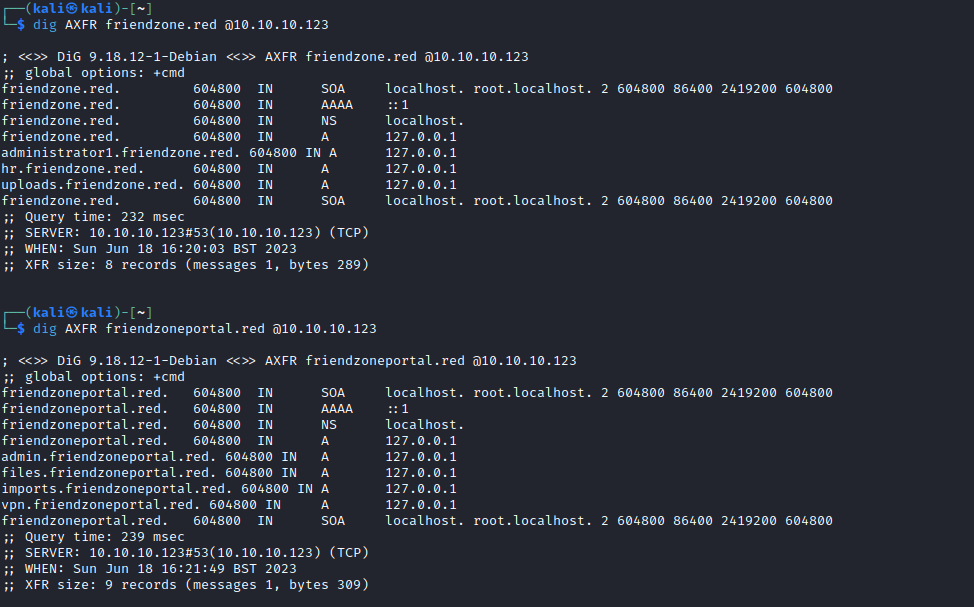 ┌──(kali㉿kali)-[~]
└─$ dig AXFR friendzone.red @10.10.10.123
; <<>> DiG 9.18.12-1-Debian <<>> AXFR friendzone.red @10.10.10.123
;; global options: +cmd
friendzone.red. 604800 IN SOA localhost. root.localhost. 2 604800 86400 2419200 604800
friendzone.red. 604800 IN AAAA ::1
friendzone.red. 604800 IN NS localhost.
friendzone.red. 604800 IN A 127.0.0.1
administrator1.friendzone.red. 604800 IN A 127.0.0.1
hr.friendzone.red. 604800 IN A 127.0.0.1
uploads.friendzone.red. 604800 IN A 127.0.0.1
friendzone.red. 604800 IN SOA localhost. root.localhost. 2 604800 86400 2419200 604800
;; Query time: 232 msec
;; SERVER: 10.10.10.123#53(10.10.10.123) (TCP)
;; WHEN: Sun Jun 18 16:20:03 BST 2023
;; XFR size: 8 records (messages 1, bytes 289)
┌──(kali㉿kali)-[~]
└─$ dig AXFR friendzoneportal.red @10.10.10.123
; <<>> DiG 9.18.12-1-Debian <<>> AXFR friendzoneportal.red @10.10.10.123
;; global options: +cmd
friendzoneportal.red. 604800 IN SOA localhost. root.localhost. 2 604800 86400 2419200 604800
friendzoneportal.red. 604800 IN AAAA ::1
friendzoneportal.red. 604800 IN NS localhost.
friendzoneportal.red. 604800 IN A 127.0.0.1
admin.friendzoneportal.red. 604800 IN A 127.0.0.1
files.friendzoneportal.red. 604800 IN A 127.0.0.1
imports.friendzoneportal.red. 604800 IN A 127.0.0.1
vpn.friendzoneportal.red. 604800 IN A 127.0.0.1
friendzoneportal.red. 604800 IN SOA localhost. root.localhost. 2 604800 86400 2419200 604800
;; Query time: 239 msec
;; SERVER: 10.10.10.123#53(10.10.10.123) (TCP)
;; WHEN: Sun Jun 18 16:21:49 BST 2023
;; XFR size: 9 records (messages 1, bytes 309)